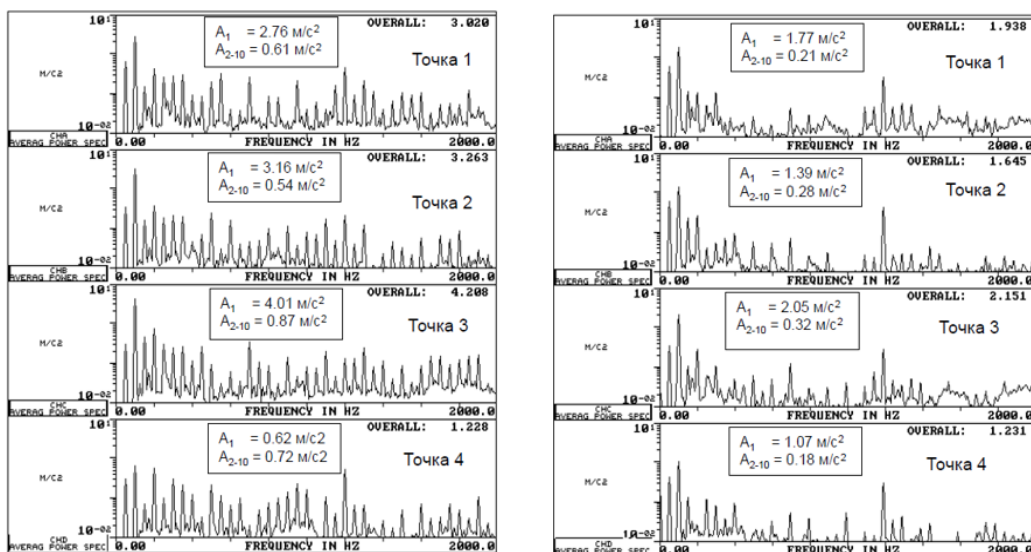 10¹
OVERALL: 3.020
A₁ = 2.76 м/с²
A₂₋₁₀ = 0.61 м/с²
Точка 1
M/C2
10⁻⁰²
CHA
AVERAG POWER SPEC
0.00
FREQUENCY IN HZ
2000.0
10¹
OVERALL: 3.263
A₁ = 3.16 м/с²
A₂₋₁₀ = 0.54 м/с²
Точка 2
M/C2
10⁻⁰²
CHB
AVERAG POWER SPEC
0.00
FREQUENCY IN HZ
2000.0
10¹
OVERALL: 4.208
A₁ = 4.01 м/с²
A₂₋₁₀ = 0.87 м/с²
Точка 3
M/C2
10⁻⁰²
CHC
AVERAG POWER SPEC
0.00
FREQUENCY IN HZ
2000.0
10¹
OVERALL: 1.228
A₁ = 0.62 м/с2
A₂₋₁₀ = 0.72 м/с2
Точка 4
M/C2
10⁻⁰²
CHD
AVERAG POWER SPEC
0.00
FREQUENCY IN HZ
2000.0
10¹
OVERALL: 1.938
A₁ = 1.77 м/с²
A₂₋₁₀ = 0.21 м/с²
Точка 1
M/C2
10⁻⁰²
CHA
AVERAG POWER SPEC
0.00
FREQUENCY IN HZ
2000.0
10¹
OVERALL: 1.645
A₁ = 1.39 м/с²
A₂₋₁₀ = 0.28 м/с²
Точка 2
M/C2
10⁻⁰²
CHB
AVERAG POWER SPEC
0.00
FREQUENCY IN HZ
2000.0
10¹
OVERALL: 2.151
A₁ = 2.05 м/с²
A₂₋₁₀ = 0.32 м/с²
Точка 3
M/C2
10⁻⁰²
CHC
AVERAG POWER SPEC
0.00
FREQUENCY IN HZ
2000.0
10¹
OVERALL: 1.231
A₁ = 1.07 м/с²
A₂₋₁₀ = 0.18 м/с²
Точка 4
M/C2
10⁻⁰²
CHD
AVERAG POWER SPEC
0.00
FREQUENCY IN HZ
2000.0